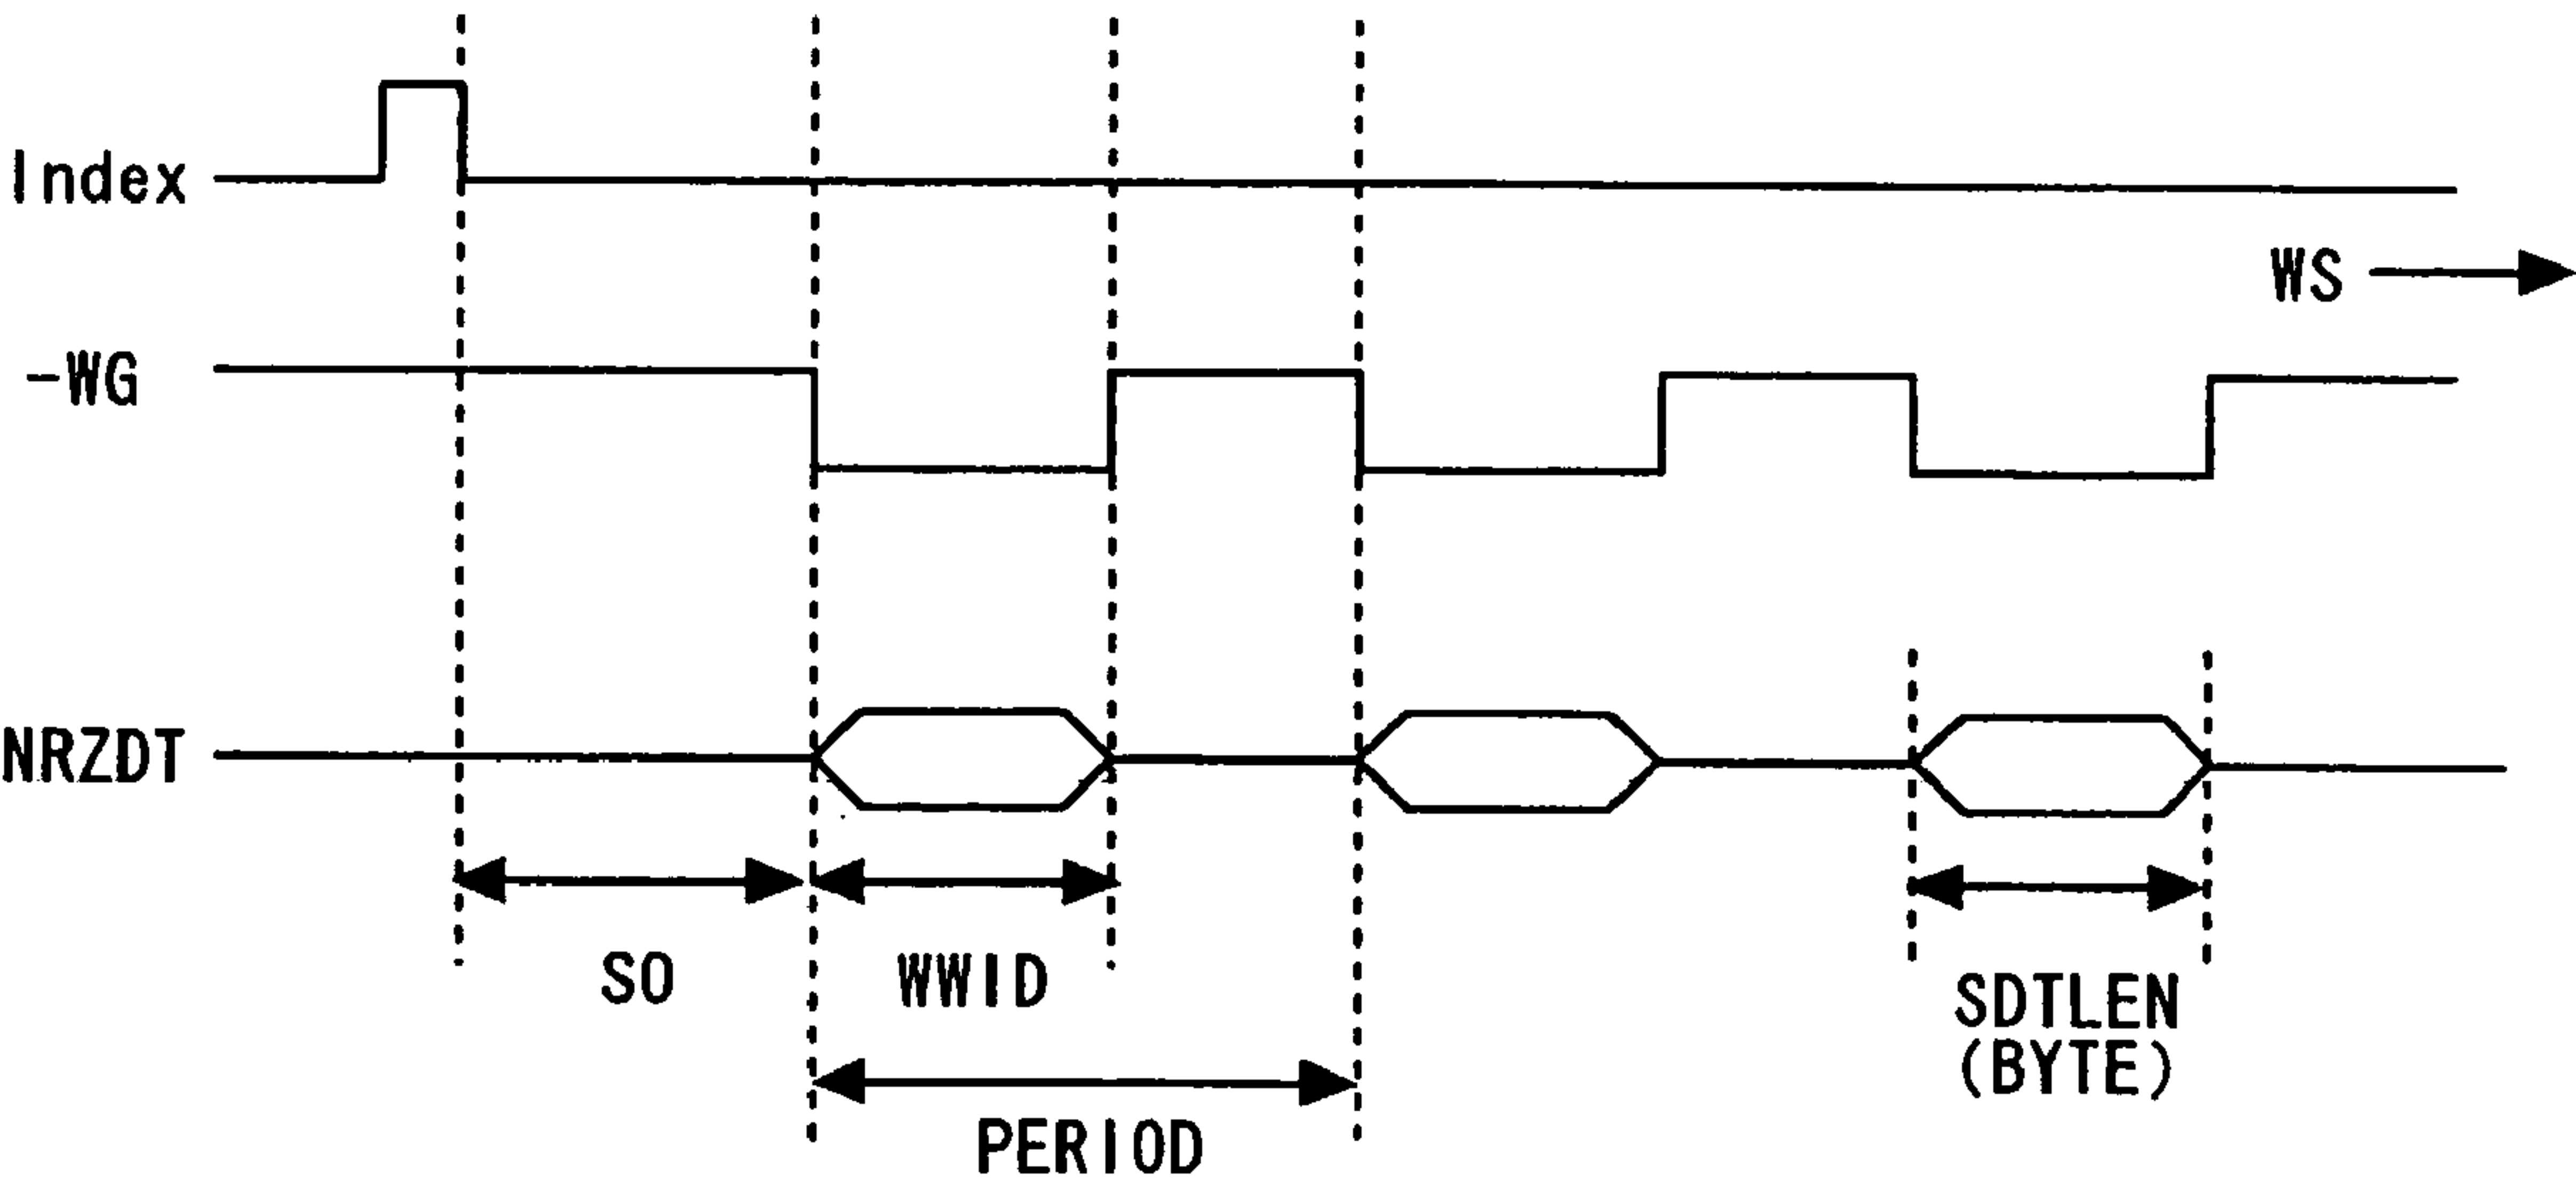 Index
WS
-WG
NRZDT
SO
WWID
SDTLEN
(BYTE)
PERIOD